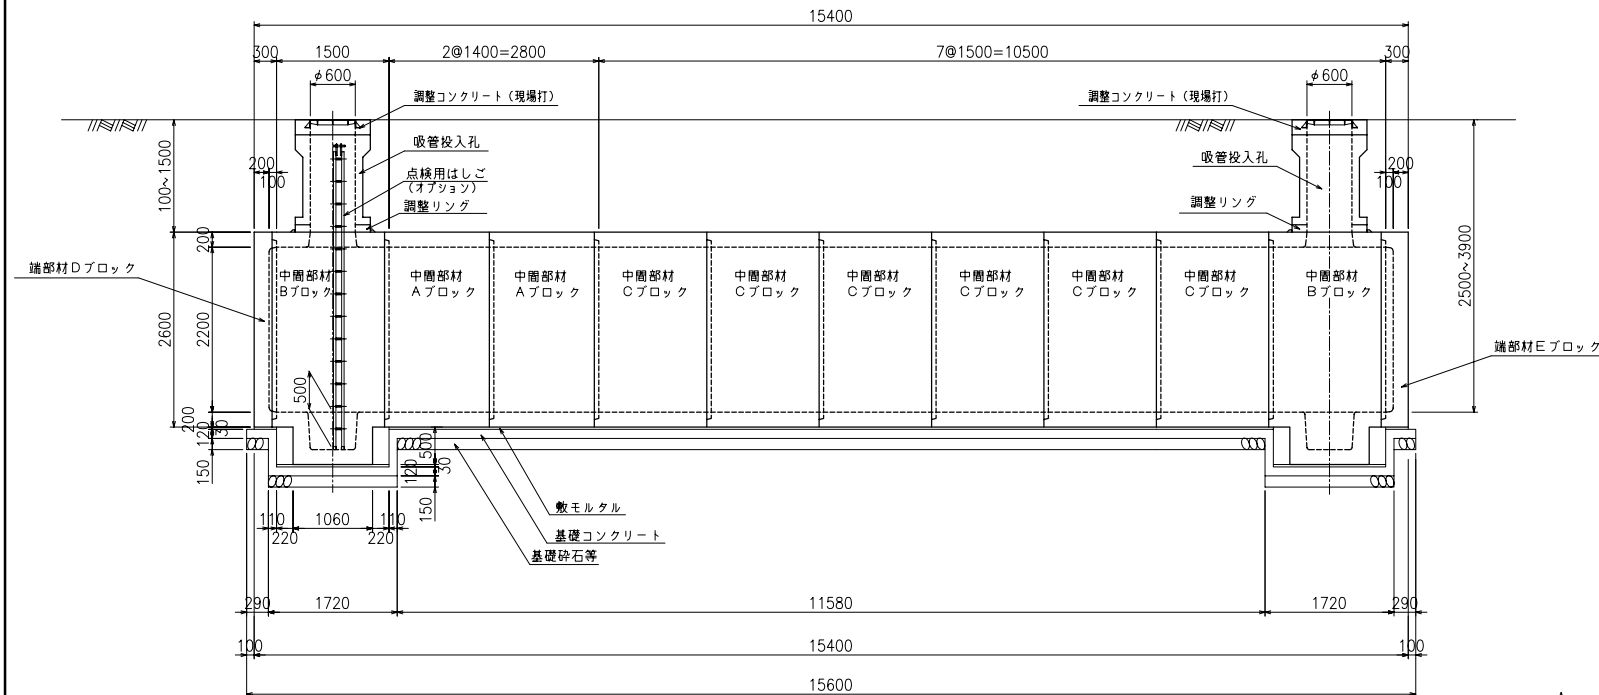 15400
300
1500
2@1400=2800
7@1500=10500
300
φ600
φ600
調整コンクリート（現場打）
調整コンクリート（現場打）
吸管投入孔
吸管投入孔
点検用はしご
（オプション）
調整リング
調整リング
100~1500
200
100
200
100
2500~3900
200
2600
2200
500
端部材Dブロック
中間部材
Bブロック
中間部材
Aブロック
中間部材
Aブロック
中間部材
Cブロック
中間部材
Cブロック
中間部材
Cブロック
中間部材
Cブロック
中間部材
Cブロック
中間部材
Cブロック
中間部材
Bブロック
端部材Eブロック
200
120
30
150
500
120
30
150
110
1060
110
220
220
敷モルタル
基礎コンクリート
基礎砕石等
290
1720
11580
1720
290
100
15400
100
15600